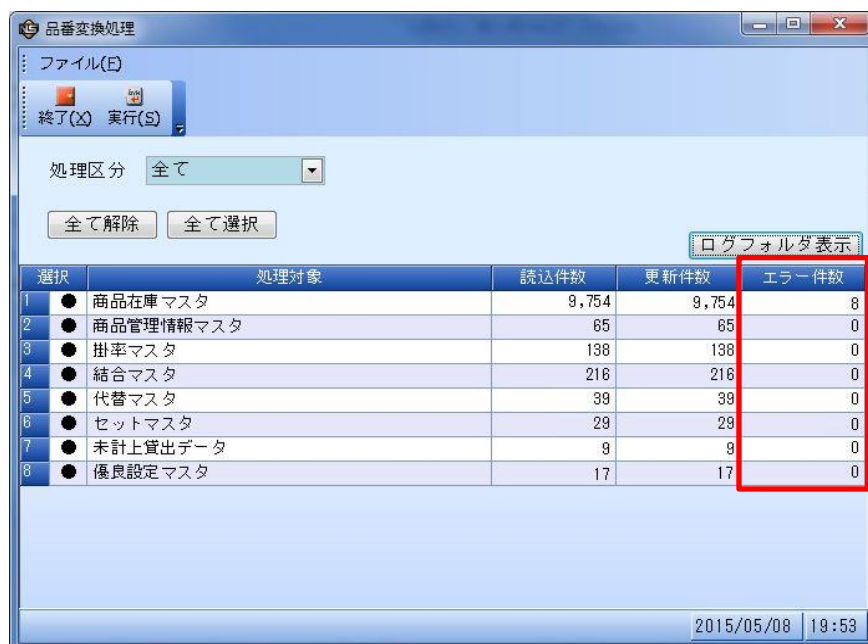 品番変換処理
ファイル(F)
終了(X) 実行(S)
処理区分 全て
全て解除 全て選択
ログフォルダ表示
選択 処理対象 読込件数 更新件数 エラー件数
1 ● 商品在庫マスタ 9,754 9,754 8
2 ● 商品管理情報マスタ 65 65 0
3 ● 掛率マスタ 138 138 0
4 ● 結合マスタ 216 216 0
5 ● 代替マスタ 39 39 0
6 ● セットマスタ 29 29 0
7 ● 未計上貸出データ 9 9 0
8 ● 優良設定マスタ 17 17 0
2015/05/08 19:53